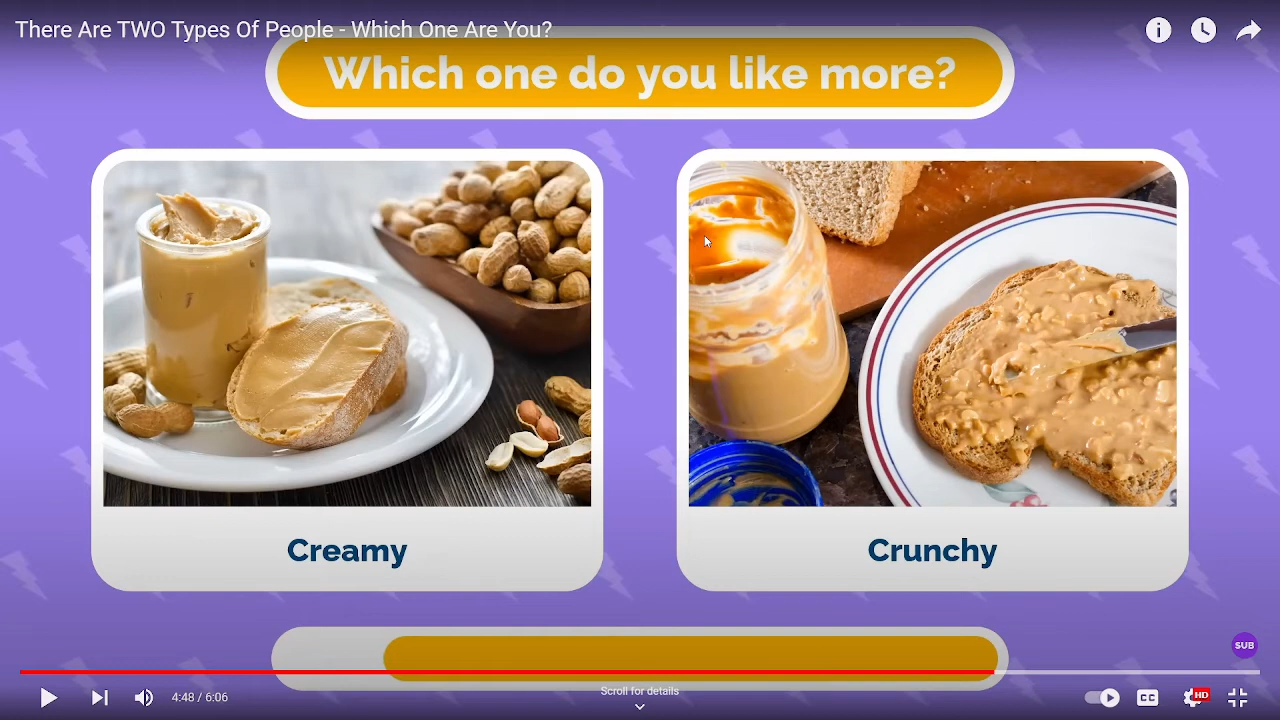 There Are TWO Types Of People - Which One Are You?
Which one do you like more?
Creamy
Crunchy
SUB
4:48 / 6:06
Scroll for details
CC
HD